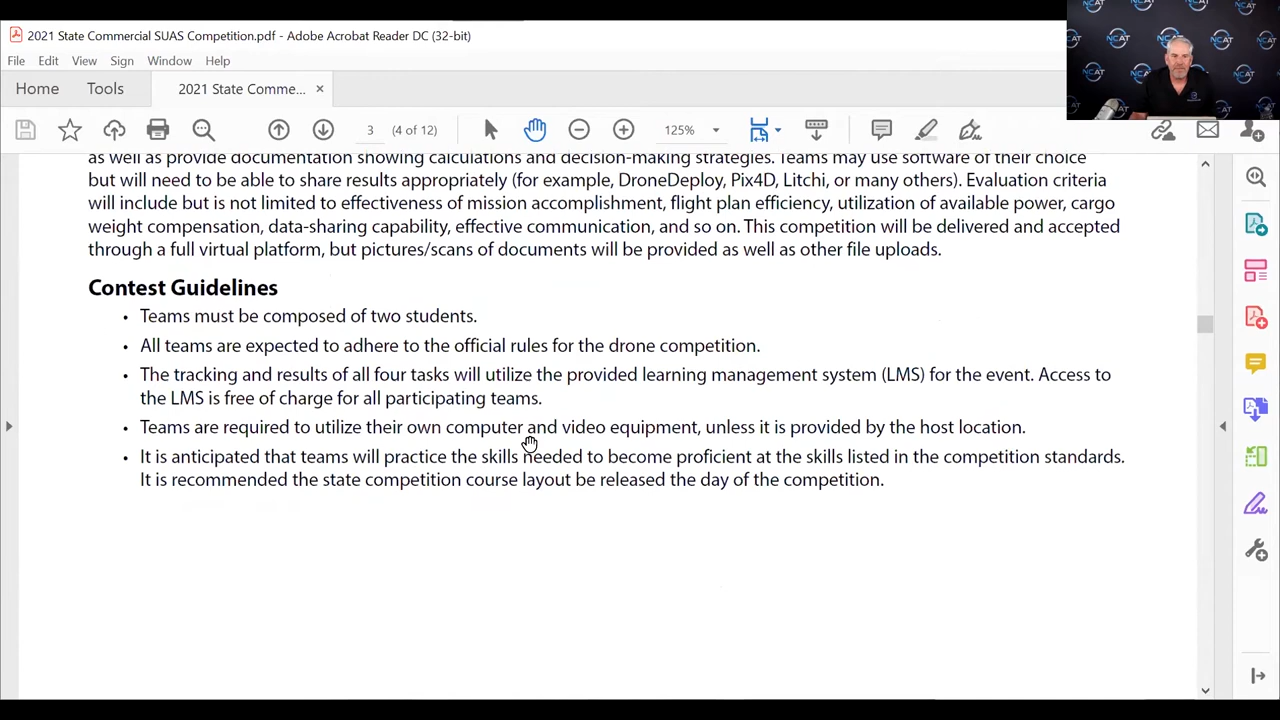 2021 State Commercial SUAS Competition.pdf - Adobe Acrobat Reader DC (32-bit)
File Edit View Sign Window Help
Home Tools 2021 State Comme... ×
3 (4 of 12) 125%
as well as provide documentation showing calculations and decision-making strategies. Teams may use software of their choice
but will need to be able to share results appropriately (for example, DroneDeploy, Pix4D, Litchi, or many others). Evaluation criteria
will include but is not limited to effectiveness of mission accomplishment, flight plan efficiency, utilization of available power, cargo
weight compensation, data-sharing capability, effective communication, and so on. This competition will be delivered and accepted
through a full virtual platform, but pictures/scans of documents will be provided as well as other file uploads.
Contest Guidelines
• Teams must be composed of two students.
• All teams are expected to adhere to the official rules for the drone competition.
• The tracking and results of all four tasks will utilize the provided learning management system (LMS) for the event. Access to
the LMS is free of charge for all participating teams.
• Teams are required to utilize their own computer and video equipment, unless it is provided by the host location.
• It is anticipated that teams will practice the skills needed to become proficient at the skills listed in the competition standards.
It is recommended the state competition course layout be released the day of the competition.
NCAT
NCAT
NCAT
NCAT
NCAT